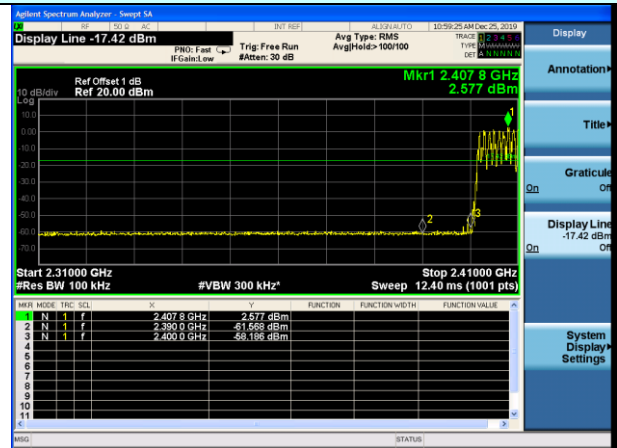 Agilent Spectrum Analyzer - Swept SA
RF 50 Ω AC INT REF ALIGNAUTO 10:59:25 AM Dec 25, 2019
Display Line -17.42 dBm
PNO: Fast
IFGain:Low
Trig: Free Run
#Atten: 30 dB
Avg Type: RMS
Avg|Hold:> 100/100
TRACE 1 2 3 4 5 6
TYPE MWWWWW
DET A N N N N N
Display
Ref Offset 1 dB
10 dB/div Ref 20.00 dBm
Log
Mkr1 2.407 8 GHz
2.577 dBm
10.0
0.00
-10.0
-20.0
-30.0
-40.0
-50.0
-60.0
-70.0
1
2
3
Start 2.31000 GHz
Stop 2.41000 GHz
#Res BW 100 kHz
#VBW 300 kHz*
Sweep 12.40 ms (1001 pts)
MKR MODE TRC SCL X Y FUNCTION FUNCTION WIDTH FUNCTION VALUE
1 N 1 f 2.407 8 GHz 2.577 dBm
2 N 1 f 2.390 0 GHz -61.568 dBm
3 N 1 f 2.400 0 GHz -58.186 dBm
4
5
6
7
8
9
10
11
MSG STATUS
Annotation
Title
Graticule
On Off
Display Line
-17.42 dBm
On Off
System
Display
Settings